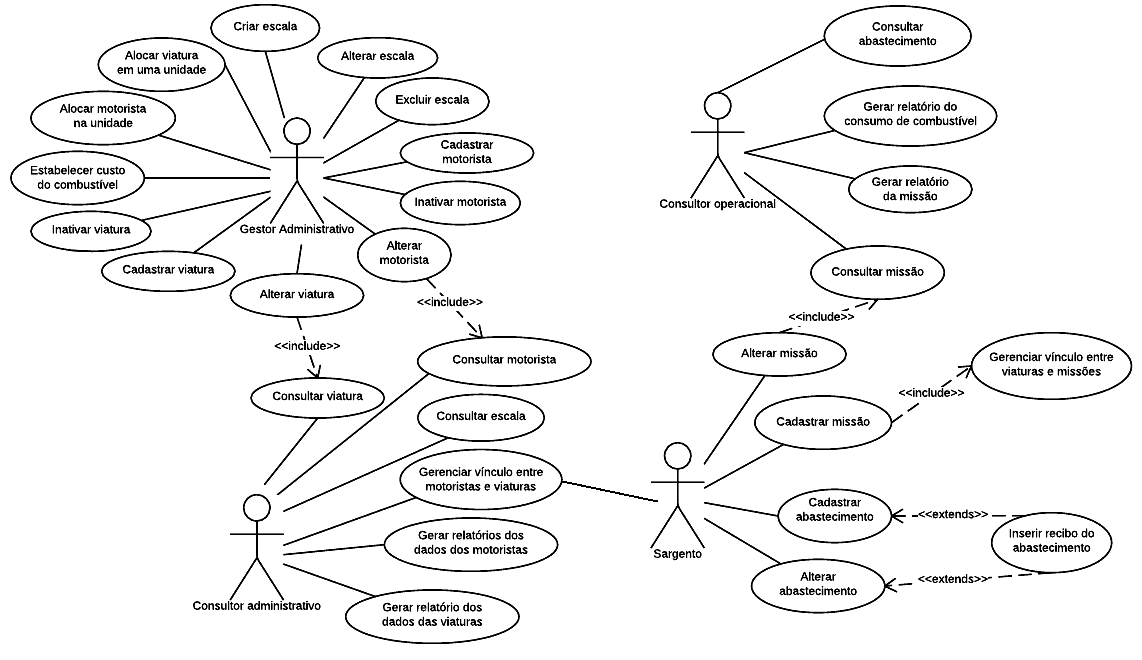 Criar escala
Alocar viatura
em uma unidade
Alterar escala
Alocar motorista
na unidade
Excluir escala
Cadastrar
motorista
Estabelecer custo
do combustível
Inativar motorista
Inativar viatura
Gestor Administrativo
Alterar
motorista
Cadastrar viatura
Alterar viatura
<<include>>
<<include>>
Consultar motorista
Consultar viatura
Consultar escala
Gerenciar vínculo entre
motoristas e viaturas
Gerar relatórios dos
dados dos motoristas
Consultor administrativo
Gerar relatório dos
dados das viaturas
Consultar
abastecimento
Gerar relatório do
consumo de combustível
Gerar relatório
da missão
Consultor operacional
Consultar missão
<<include>>
Alterar missão
Gerenciar vínculo entre
viaturas e missões
<<include>>
Cadastrar missão
Cadastrar
abastecimento
<<extends>>
Inserir recibo do
abastecimento
Sargento
<<extends>>
Alterar
abastecimento